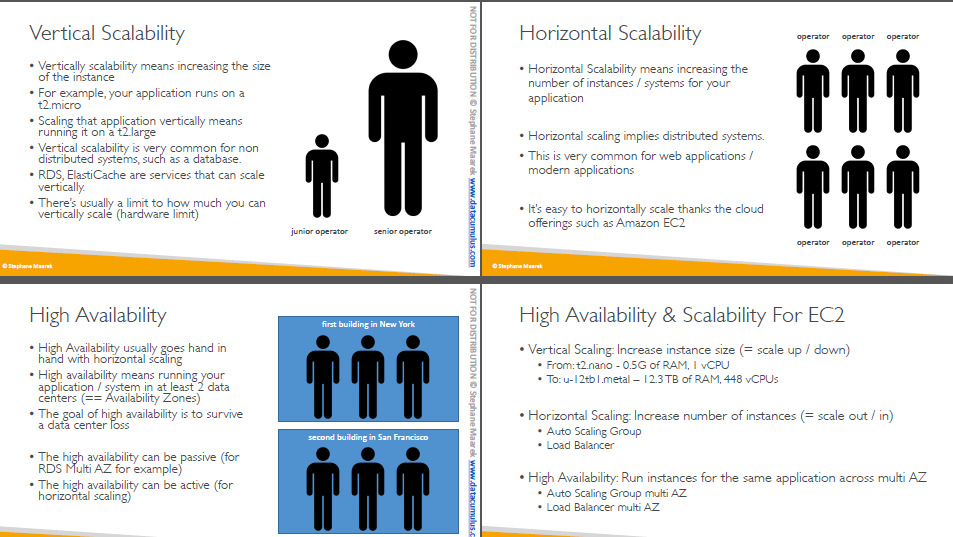 Vertical Scalability
• Vertically scalability means increasing the size
of the instance
• For example, your application runs on a
t2.micro
• Scaling that application vertically means
running it on a t2.large
• Vertical scalability is very common for non
distributed systems, such as a database.
• RDS, ElastiCache are services that can scale
vertically.
• There's usually a limit to how much you can
vertically scale (hardware limit)
junior operator
senior operator
© Stephane Maarek
NOT FOR DISTRIBUTION © Stephane Maarek www.datacumulus.com
Horizontal Scalability
• Horizontal Scalability means increasing the
number of instances / systems for your
application
• Horizontal scaling implies distributed systems.
• This is very common for web applications /
modern applications
• It's easy to horizontally scale thanks the cloud
offerings such as Amazon EC2
operator operator operator
operator operator operator
© Stephane Maarek
High Availability
• High Availability usually goes hand in
hand with horizontal scaling
• High availability means running your
application / system in at least 2 data
centers (== Availability Zones)
• The goal of high availability is to survive
a data center loss
• The high availability can be passive (for
RDS Multi AZ for example)
• The high availability can be active (for
horizontal scaling)
first building in New York
second building in San Francisco
NOT FOR DISTRIBUTION © Stephane Maarek www.datacumulus.c
High Availability & Scalability For EC2
• Vertical Scaling: Increase instance size (= scale up / down)
• From: t2.nano - 0.5G of RAM, 1 vCPU
• To: u-12tb1.metal – 12.3 TB of RAM, 448 vCPUs
• Horizontal Scaling: Increase number of instances (= scale out / in)
• Auto Scaling Group
• Load Balancer
• High Availability: Run instances for the same application across multi AZ
• Auto Scaling Group multi AZ
• Load Balancer multi AZ